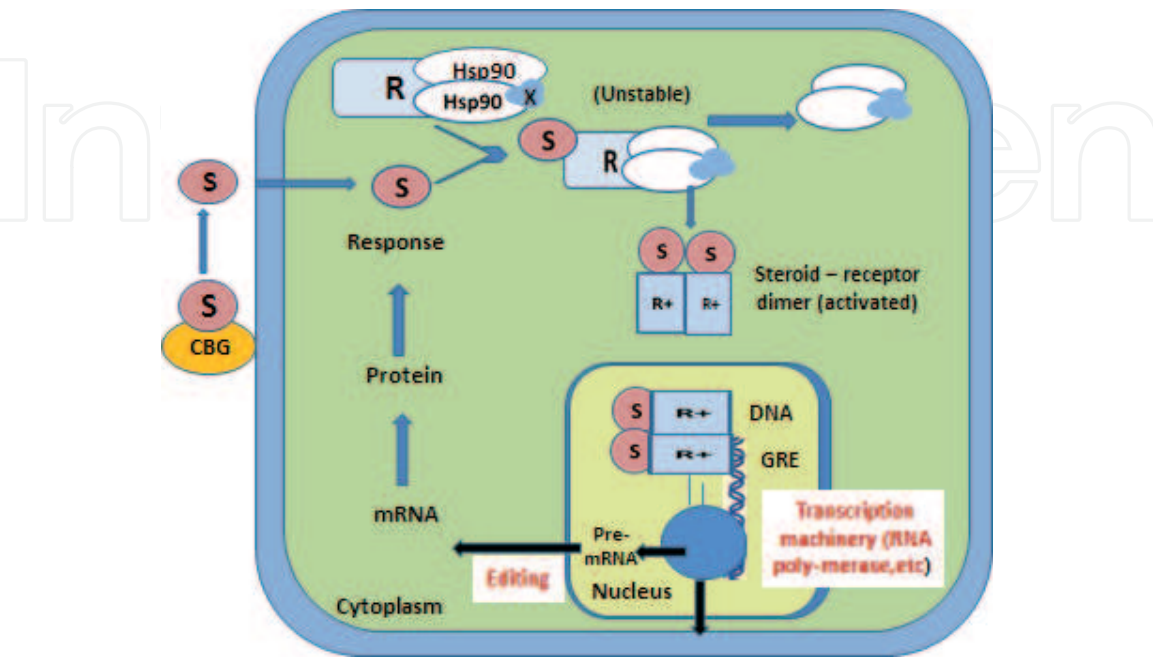 Hsp90
R
Hsp90
X
(Unstable)
S
R
S
S
Response
S
CBG
S
S
R+
R+
Steroid – receptor
dimer (activated)
Protein
S
R+
DNA
S
R+
GRE
mRNA
Transcription
machinery (RNA
poly-merase,etc)
Pre-
mRNA
Editing
Nucleus
Cytoplasm